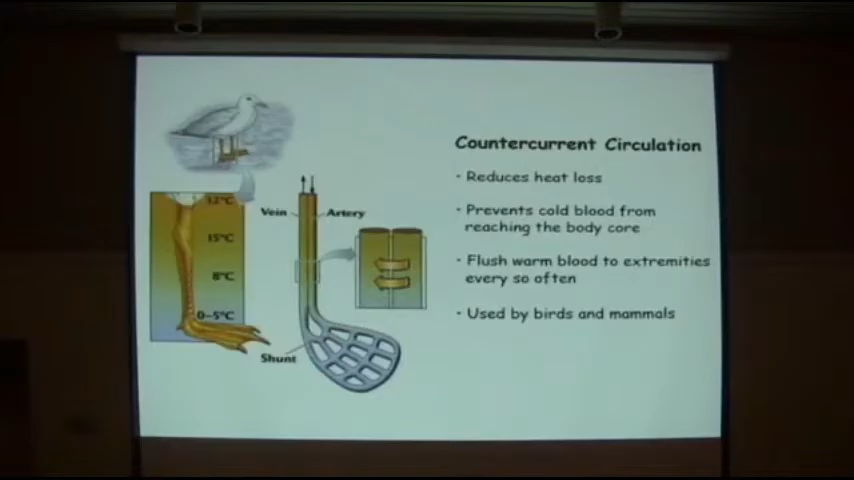 Countercurrent Circulation
· Reduces heat loss
· Prevents cold blood from
reaching the body core
· Flush warm blood to extremities
every so often
· Used by birds and mammals
15°C
8°C
0–5°C
Vein
Artery
Shunt